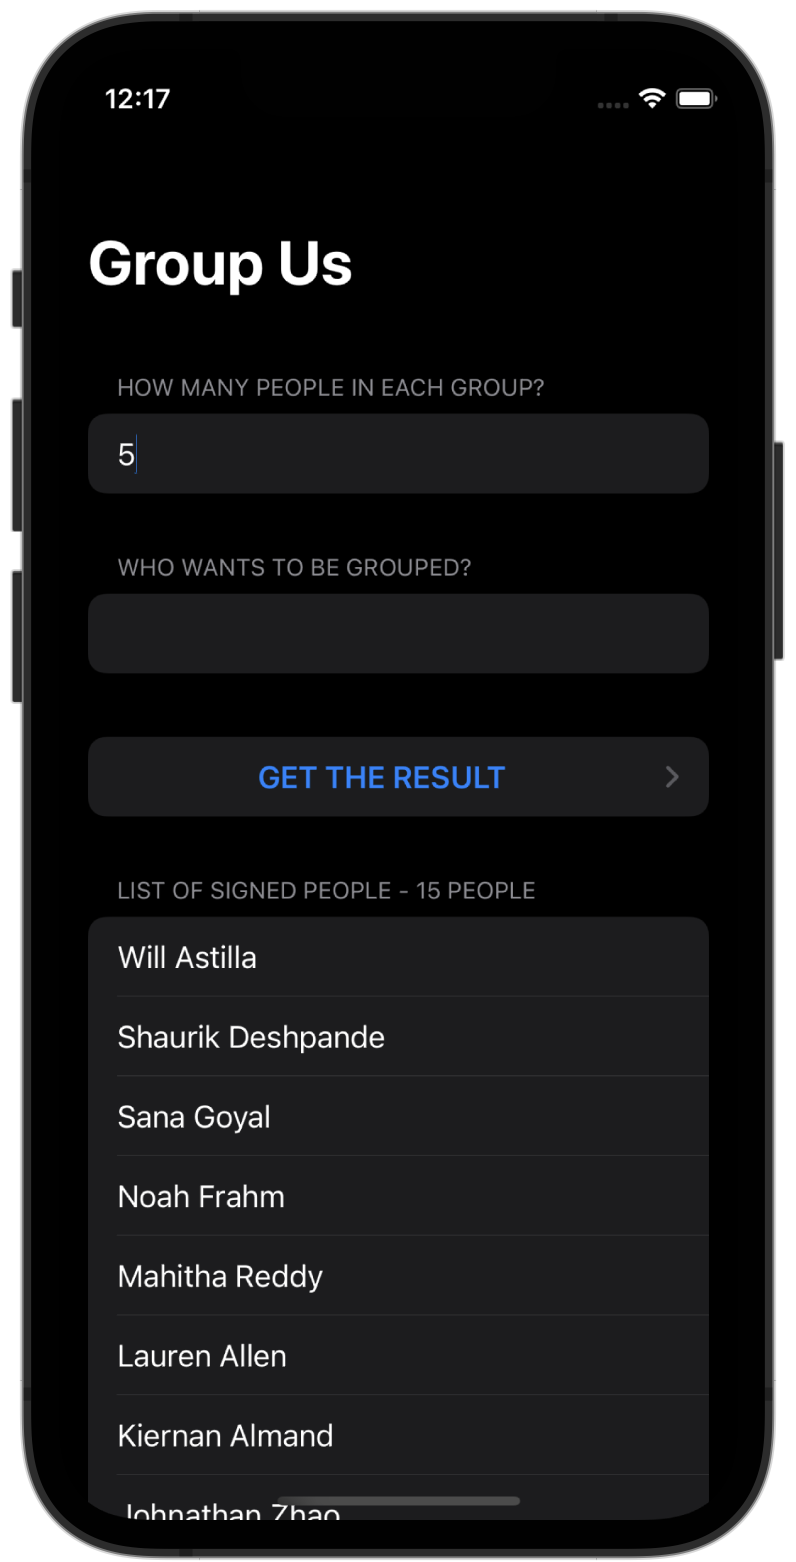 12:17
Group Us
HOW MANY PEOPLE IN EACH GROUP?
5
WHO WANTS TO BE GROUPED?
GET THE RESULT
LIST OF SIGNED PEOPLE - 15 PEOPLE
Will Astilla
Shaurik Deshpande
Sana Goyal
Noah Frahm
Mahitha Reddy
Lauren Allen
Kiernan Almand
Johnathan Zhao